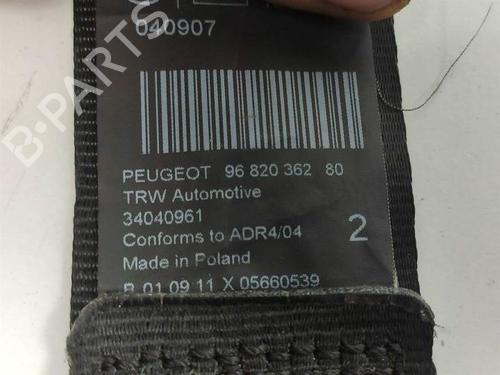 040907
PEUGEOT 96 820 362 80
TRW Automotive
34040961
Conforms to ADR4/04
2
Made in Poland
B 01 09 11 X 05660539
B-PARTS
B-PARTS